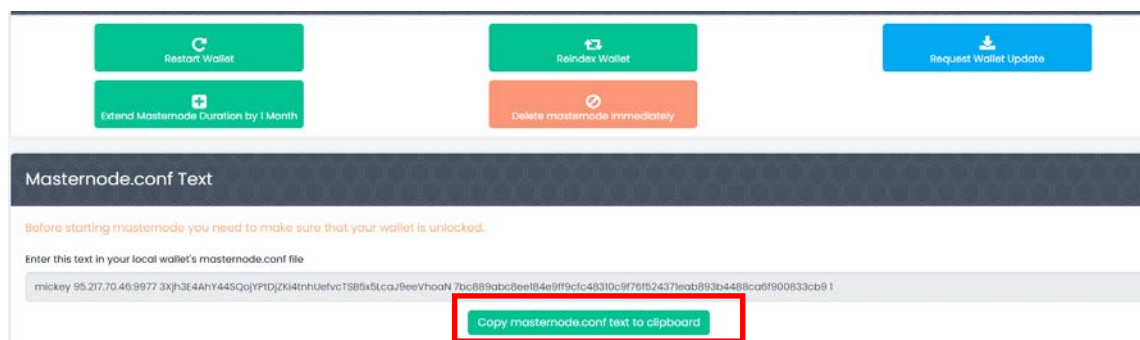 Restart Wallet
Reindex Wallet
Request Wallet Update
Extend Masternode Duration by 1 Month
Delete masternode immediately
Masternode.conf Text
Before starting masternode you need to make sure that your wallet is unlocked.
Enter this text in your local wallet's masternode.conf file
mickey 95.217.70.46:9977 3Xjh3E4AhY44SQojYPtDjZKi4tnhUefvcTSB5x5LcaJ9eeVhoaN 7bc889abc8ee184e9ff9cfc48310c9f76f524371eab893b4488ca6f900833cb9 1
Copy masternode.conf text to clipboard